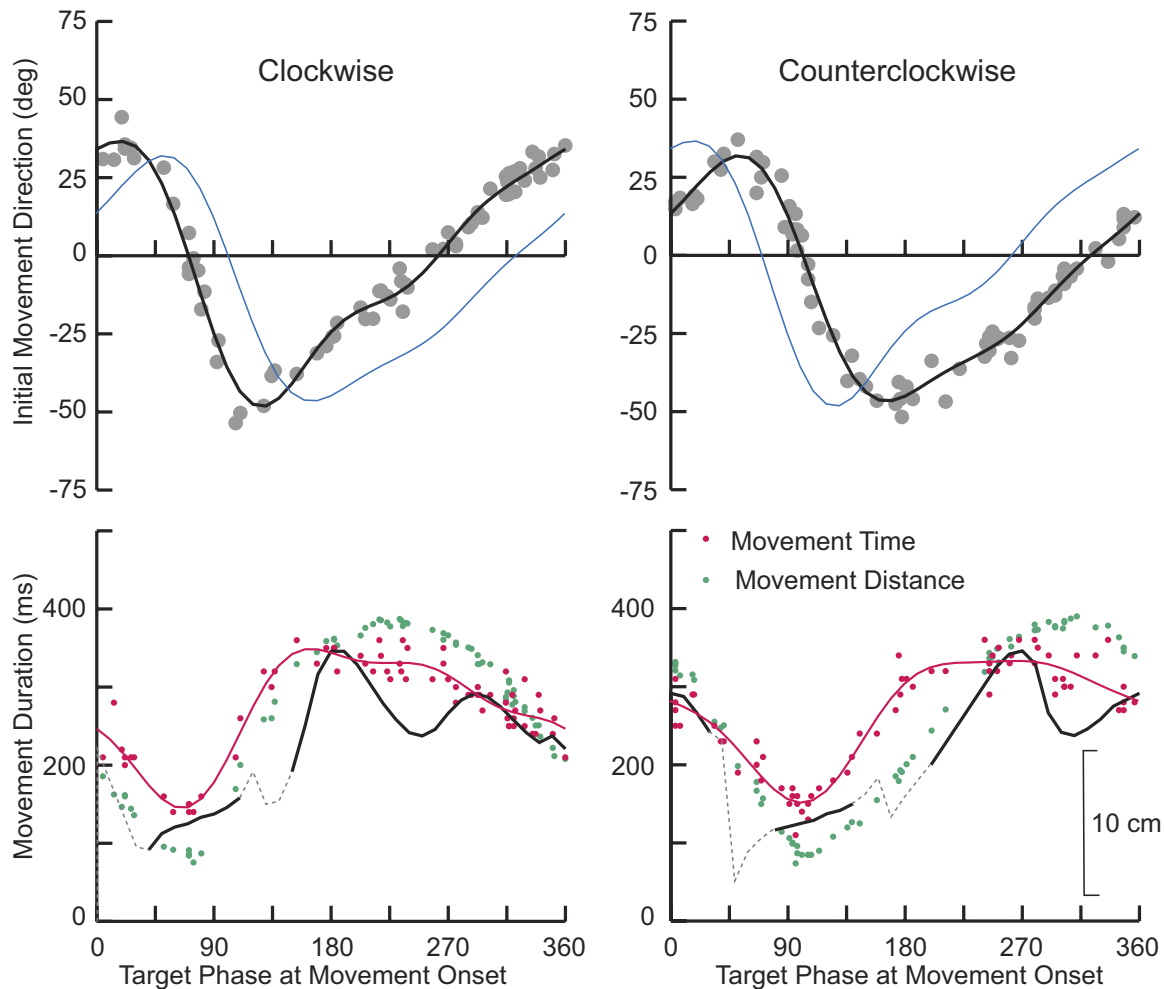 Clockwise
Counterclockwise
Initial Movement Direction (deg)
75
50
25
0
-25
-50
-75
75
50
25
0
-25
-50
-75
Movement Time
Movement Distance
Movement Duration (ms)
400
200
0
400
200
0
10 cm
0 90 180 270 360
0 90 180 270 360
Target Phase at Movement Onset
Target Phase at Movement Onset